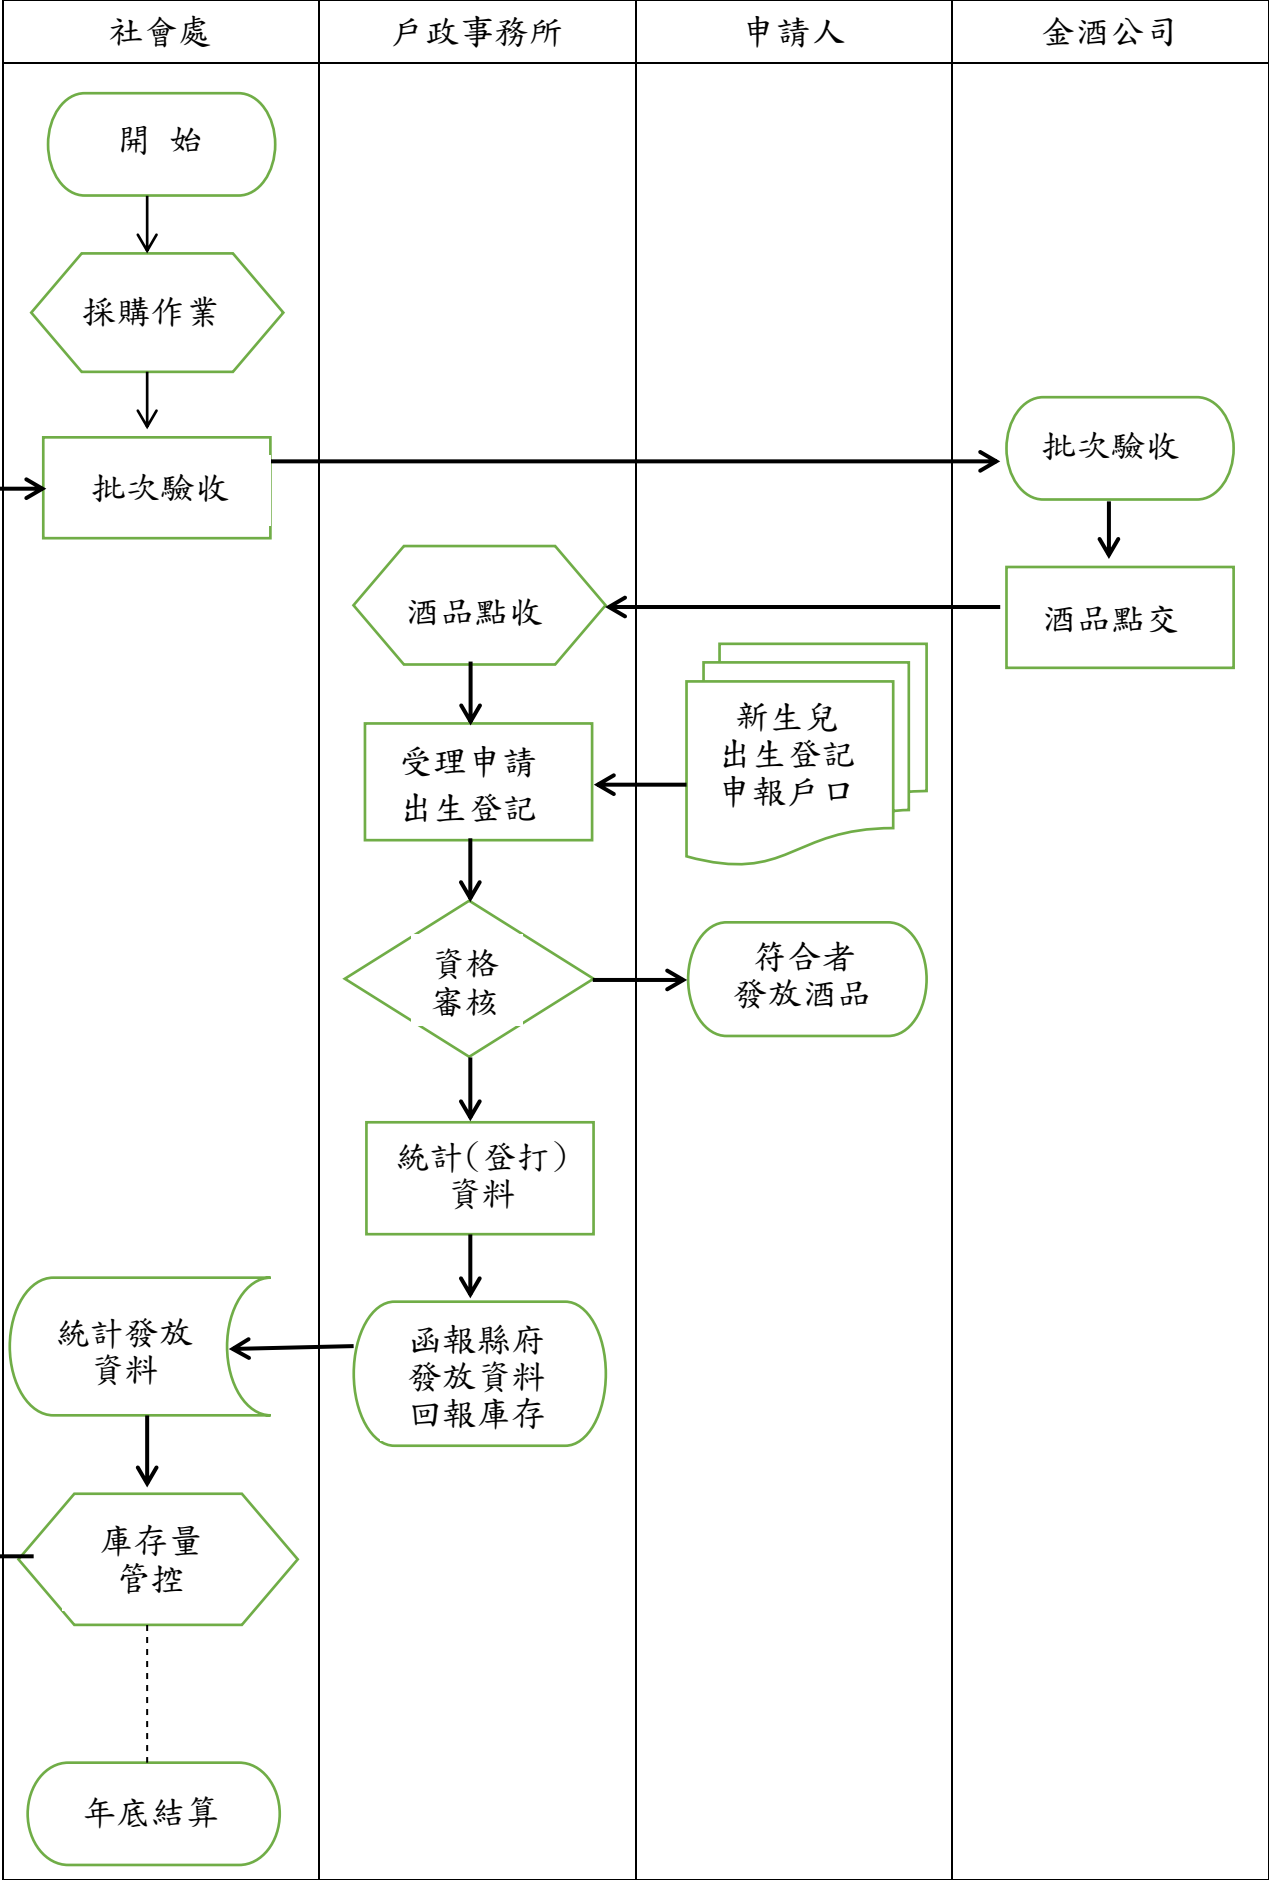 社會處
戶政事務所
申請人
金酒公司
開 始
採購作業
批次驗收
批次驗收
酒品點收
酒品點交
新生兒
出生登記
申報戶口
受理申請
出生登記
資格
審核
符合者
發放酒品
統計(登打)
資料
函報縣府
發放資料
回報庫存
統計發放
資料
庫存量
管控
年底結算